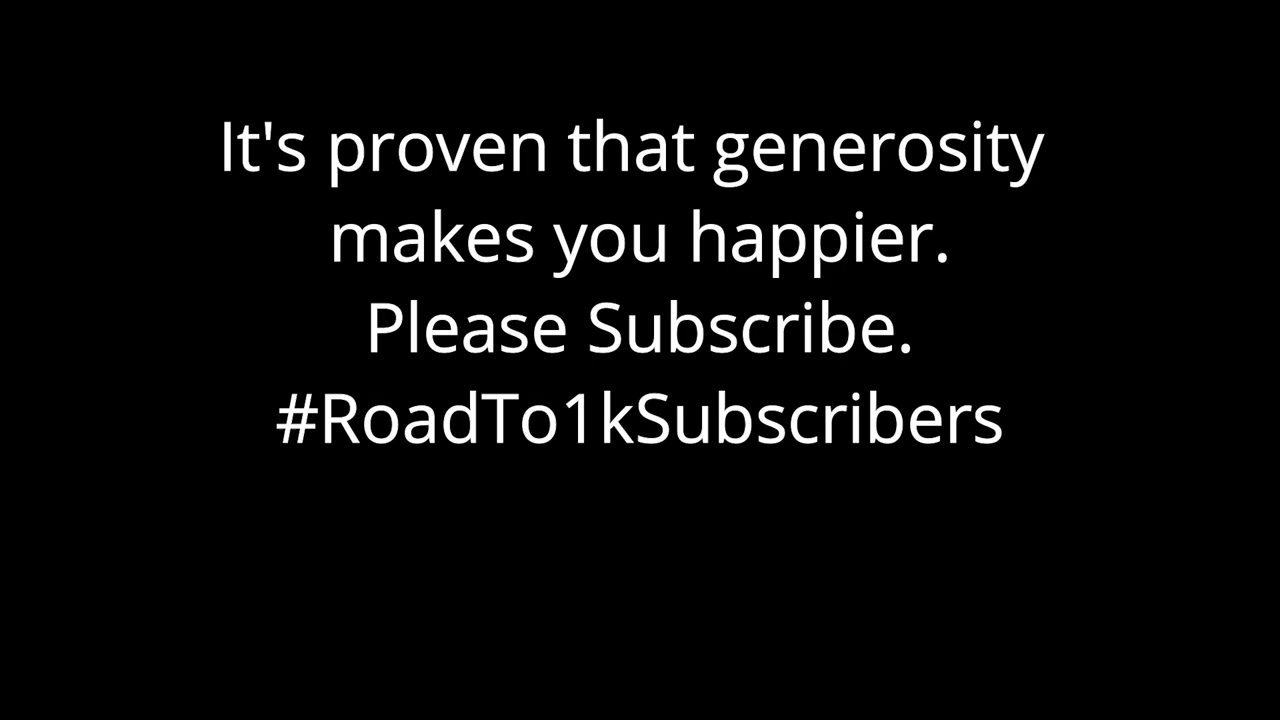 It's proven that generosity
makes you happier.
Please Subscribe.
#RoadTo1kSubscribers